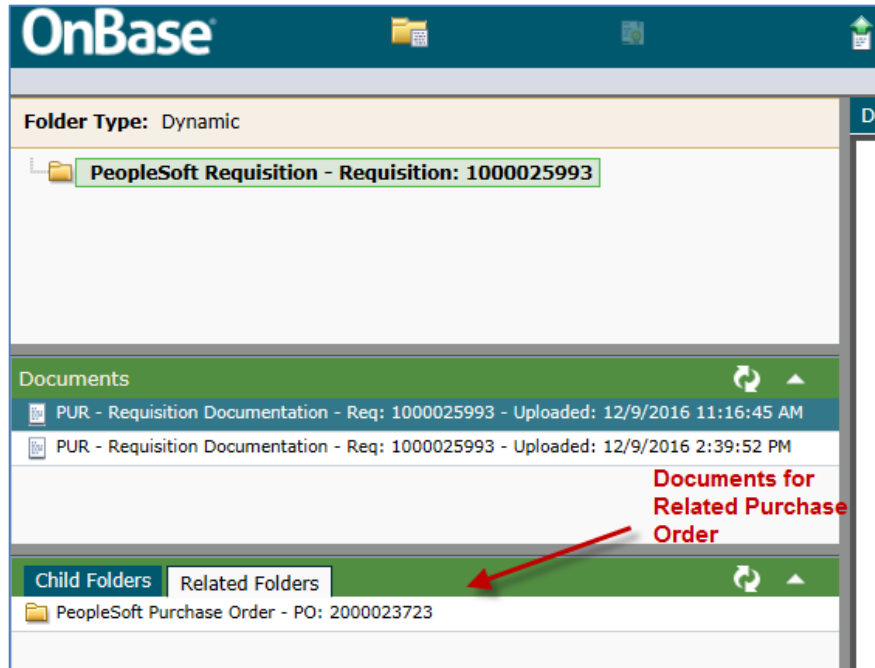 OnBase®
Folder Type: Dynamic
D
PeopleSoft Requisition - Requisition: 1000025993
Documents
PUR - Requisition Documentation - Req: 1000025993 - Uploaded: 12/9/2016 11:16:45 AM
PUR - Requisition Documentation - Req: 1000025993 - Uploaded: 12/9/2016 2:39:52 PM
Documents for
Related Purchase
Order
Child Folders Related Folders
PeopleSoft Purchase Order - PO: 2000023723